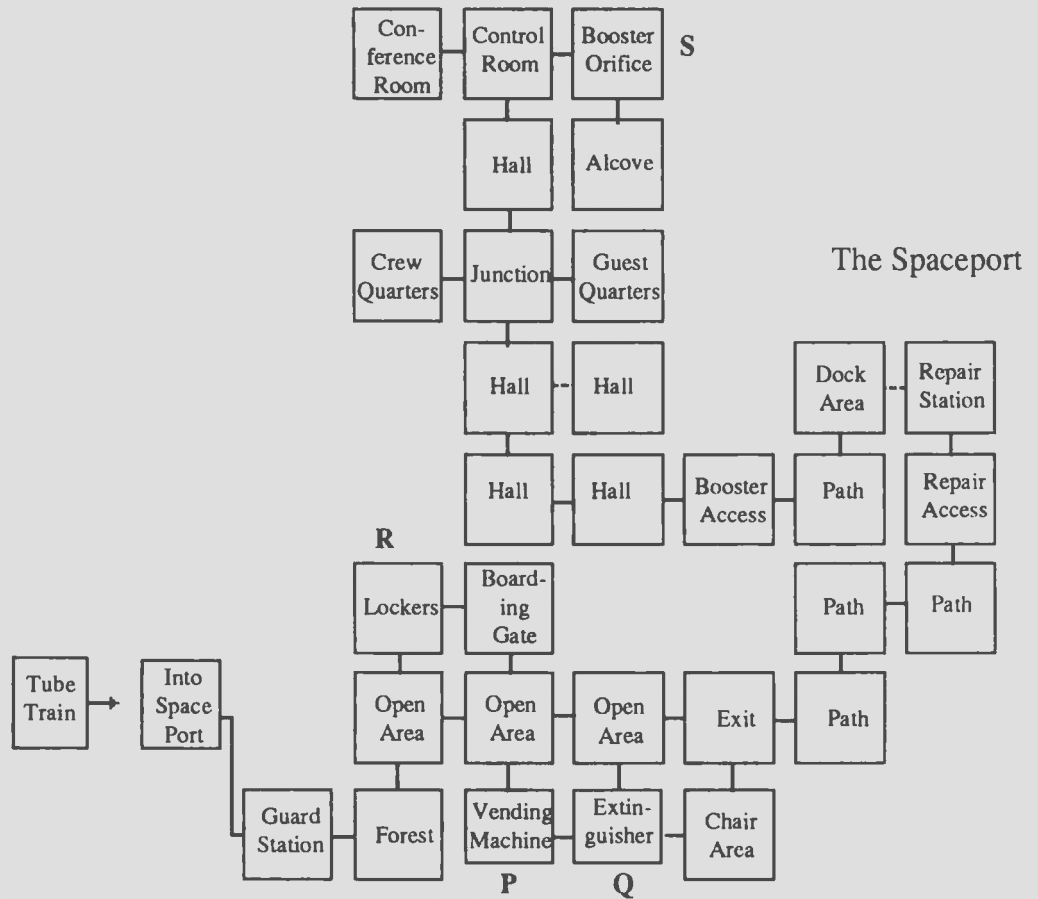 Con-
ference
Room
Control
Room
Booster
Orifice
S
Hall
Alcove
Crew
Quarters
Junction
Guest
Quarters
The Spaceport
Hall
Hall
Dock
Area
Repair
Station
Hall
Hall
Booster
Access
Path
Repair
Access
R
Lockers
Board-
ing
Gate
Path
Path
Tube
Train
Into
Space
Port
Open
Area
Open
Area
Open
Area
Exit
Path
Guard
Station
Forest
Vending
Machine
Extin-
guisher
Chair
Area
P
Q